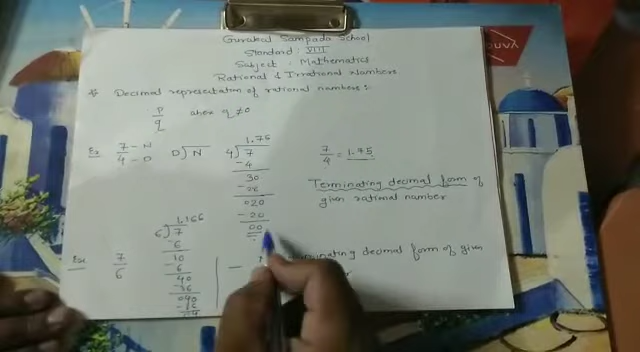 Gurukul Sampada School
Standard : VIII
Subject : Mathematics
Rational & Irrational Numbers
* Decimal representation of rational numbers :-
p/q where q ≠ 0
Ex 7 - N / 4 - D
D)N
1.75
4)7
-4
30
-28
020
-20
00
7/4 = 1.75
Terminating decimal form of
given rational number
Ex: 7/6
1.166
6)7
-6
10
-6
40
-36
040
minating decimal form of given